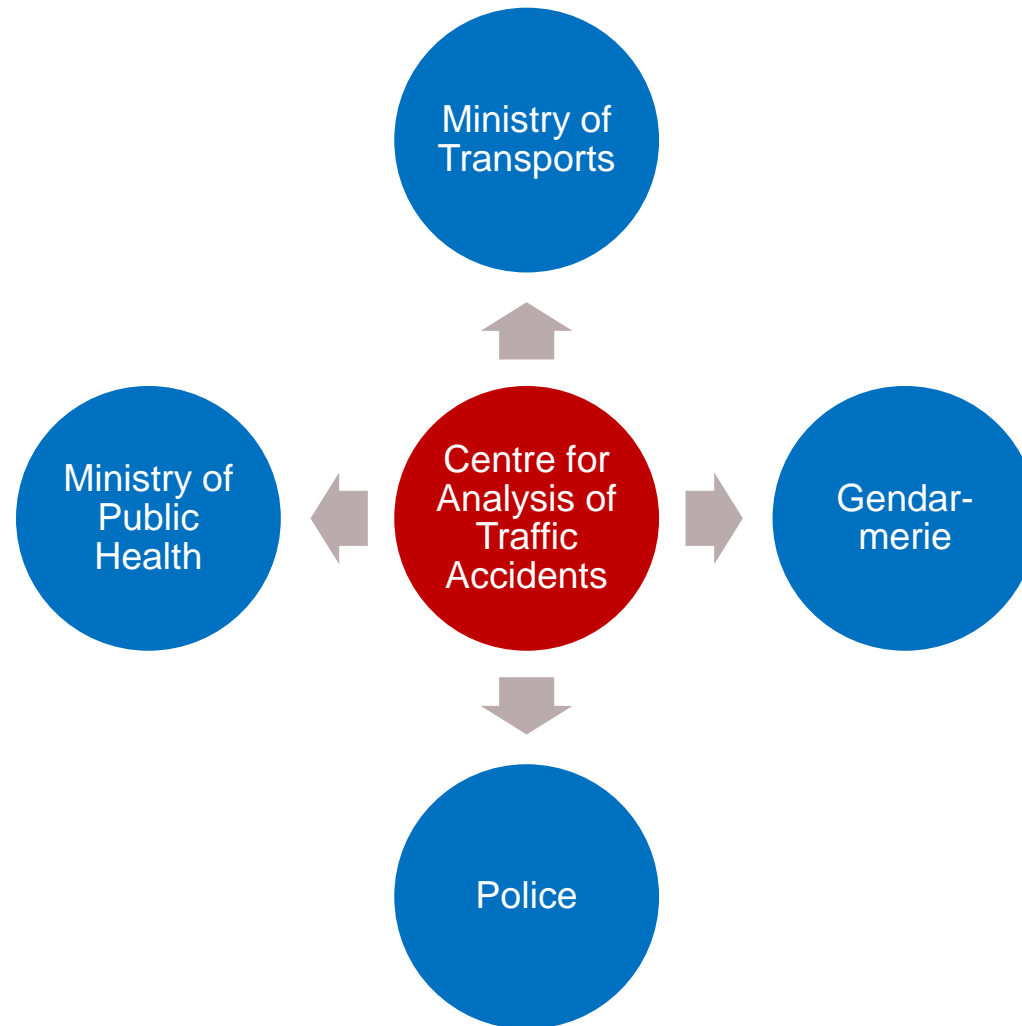 Ministry of
Transports
Ministry of
Public
Health
Centre for
Analysis of
Traffic
Accidents
Gendar-
merie
Police